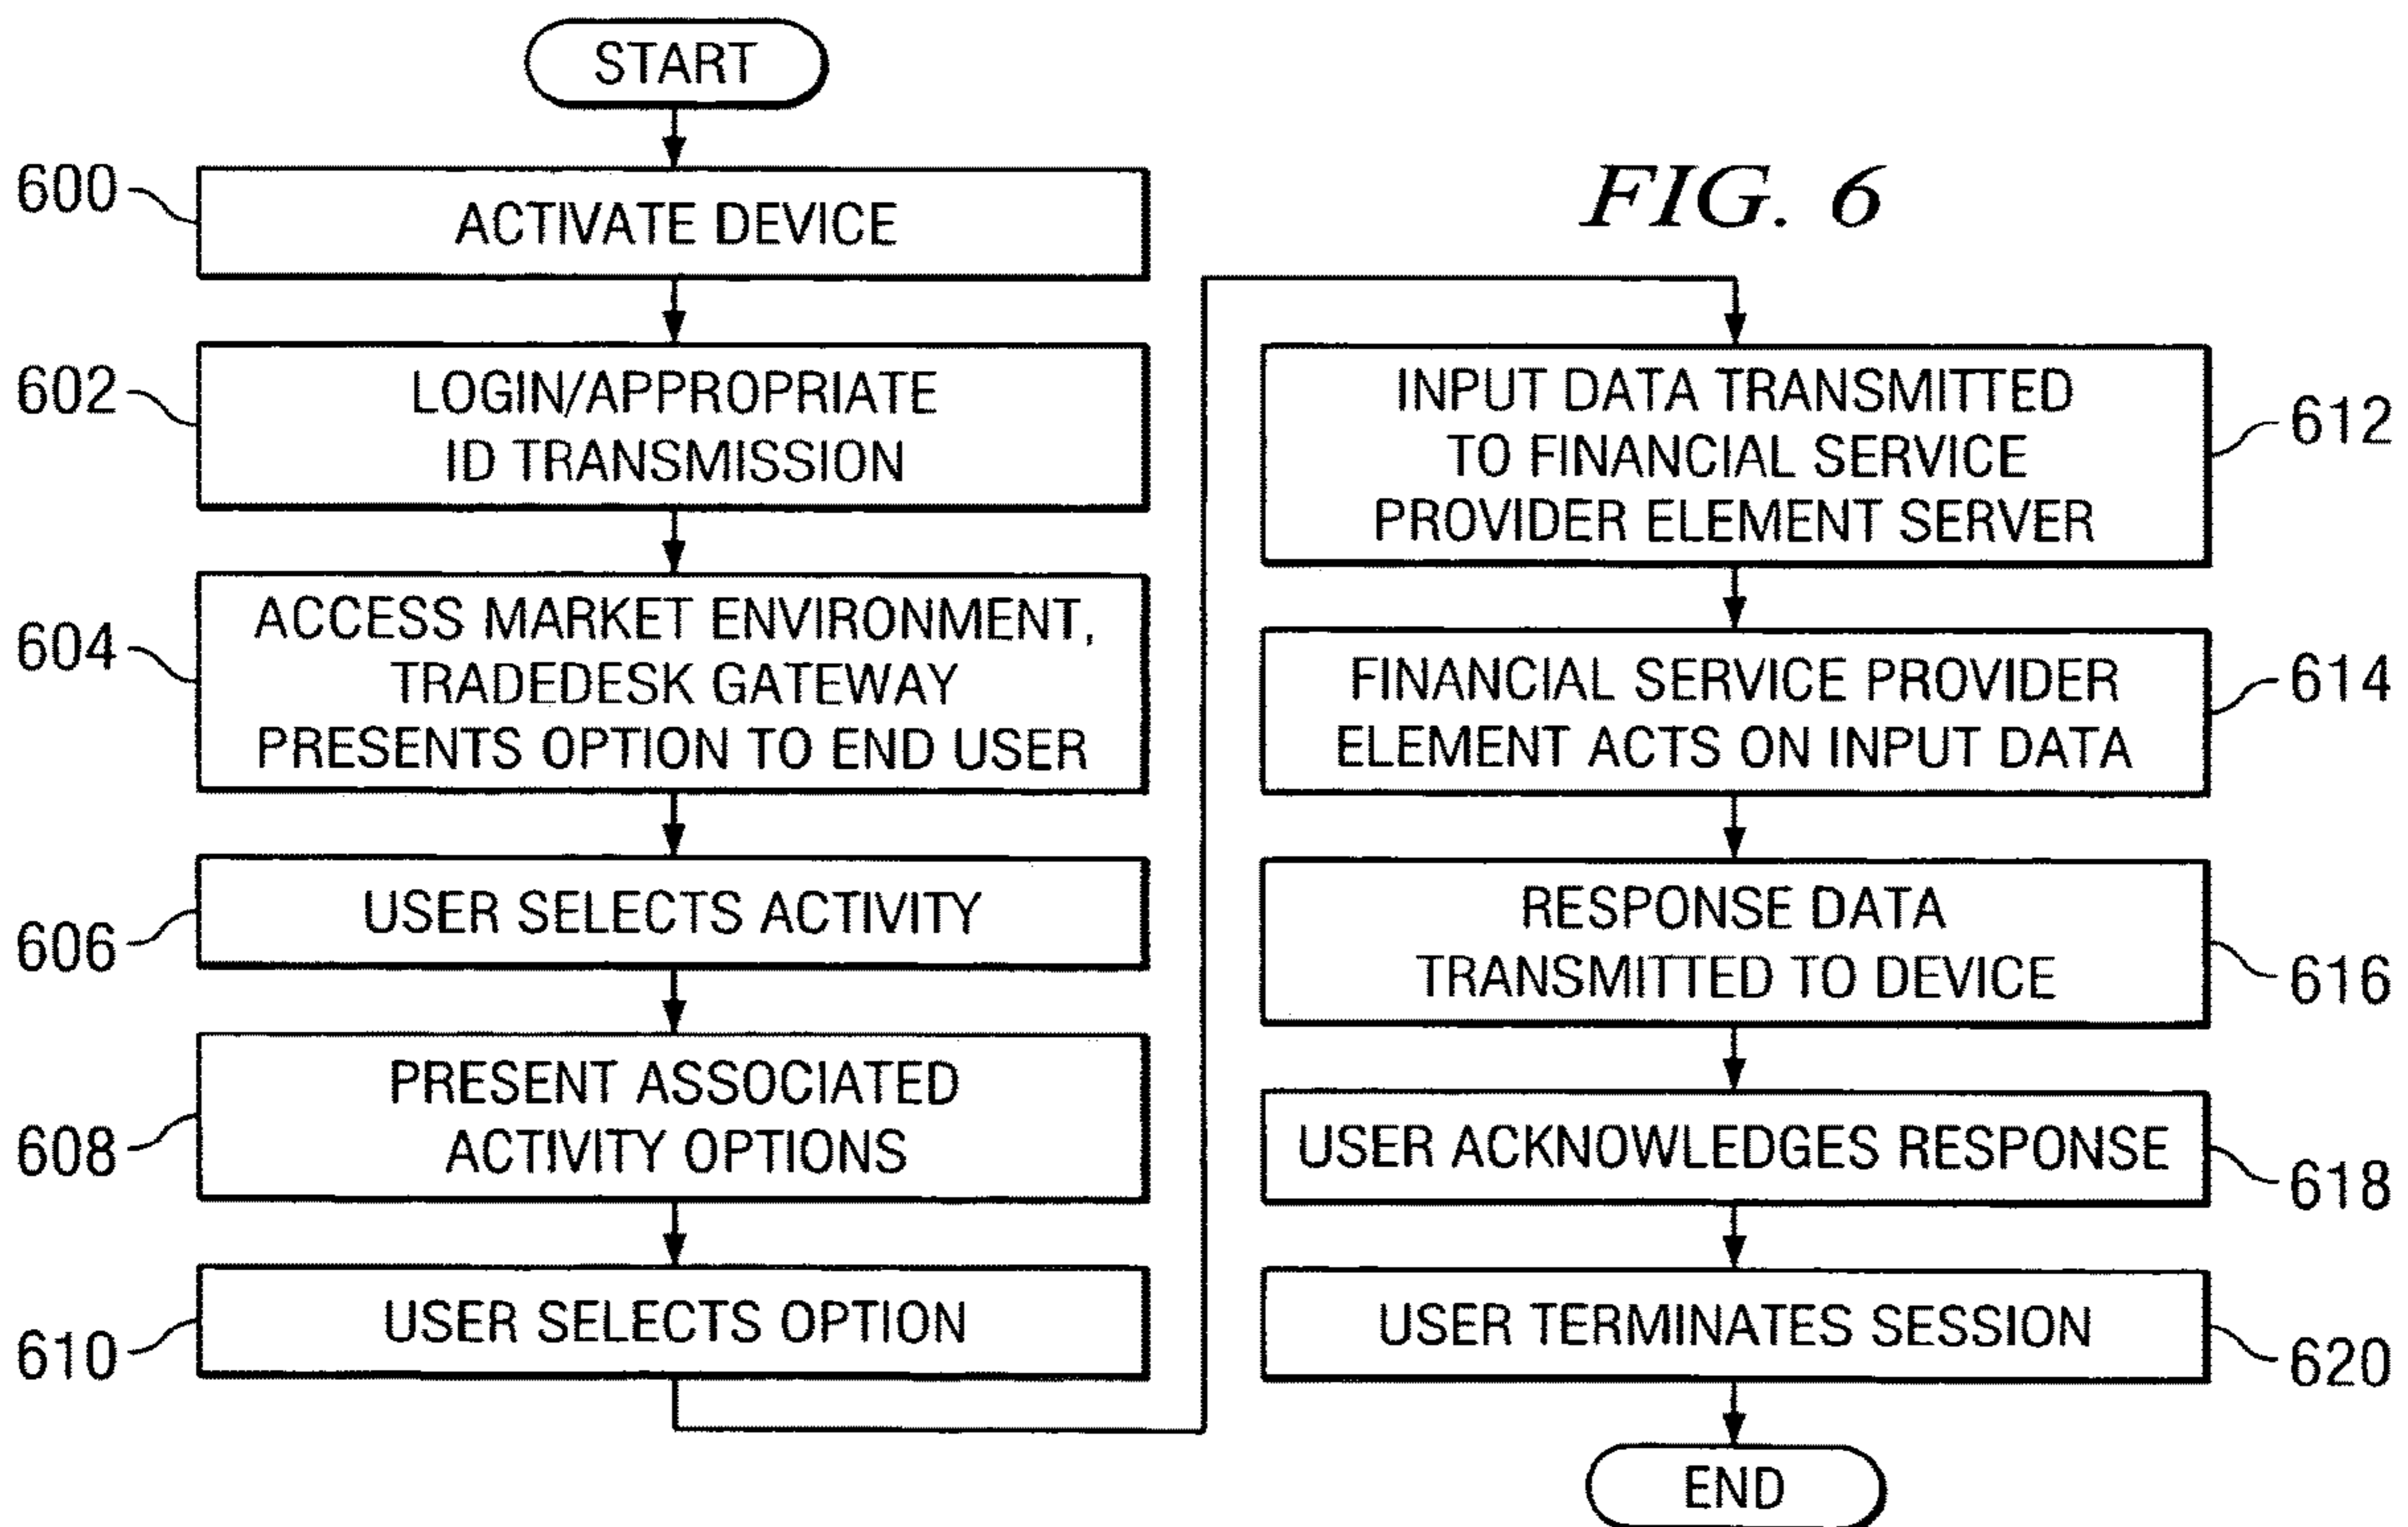 START
600
ACTIVATE DEVICE
602
LOGIN/APPROPRIATE
ID TRANSMISSION
604
ACCESS MARKET ENVIRONMENT,
TRADEDESK GATEWAY
PRESENTS OPTION TO END USER
606
USER SELECTS ACTIVITY
608
PRESENT ASSOCIATED
ACTIVITY OPTIONS
610
USER SELECTS OPTION
FIG. 6
INPUT DATA TRANSMITTED
TO FINANCIAL SERVICE
PROVIDER ELEMENT SERVER
612
FINANCIAL SERVICE PROVIDER
ELEMENT ACTS ON INPUT DATA
614
RESPONSE DATA
TRANSMITTED TO DEVICE
616
USER ACKNOWLEDGES RESPONSE
618
USER TERMINATES SESSION
620
END